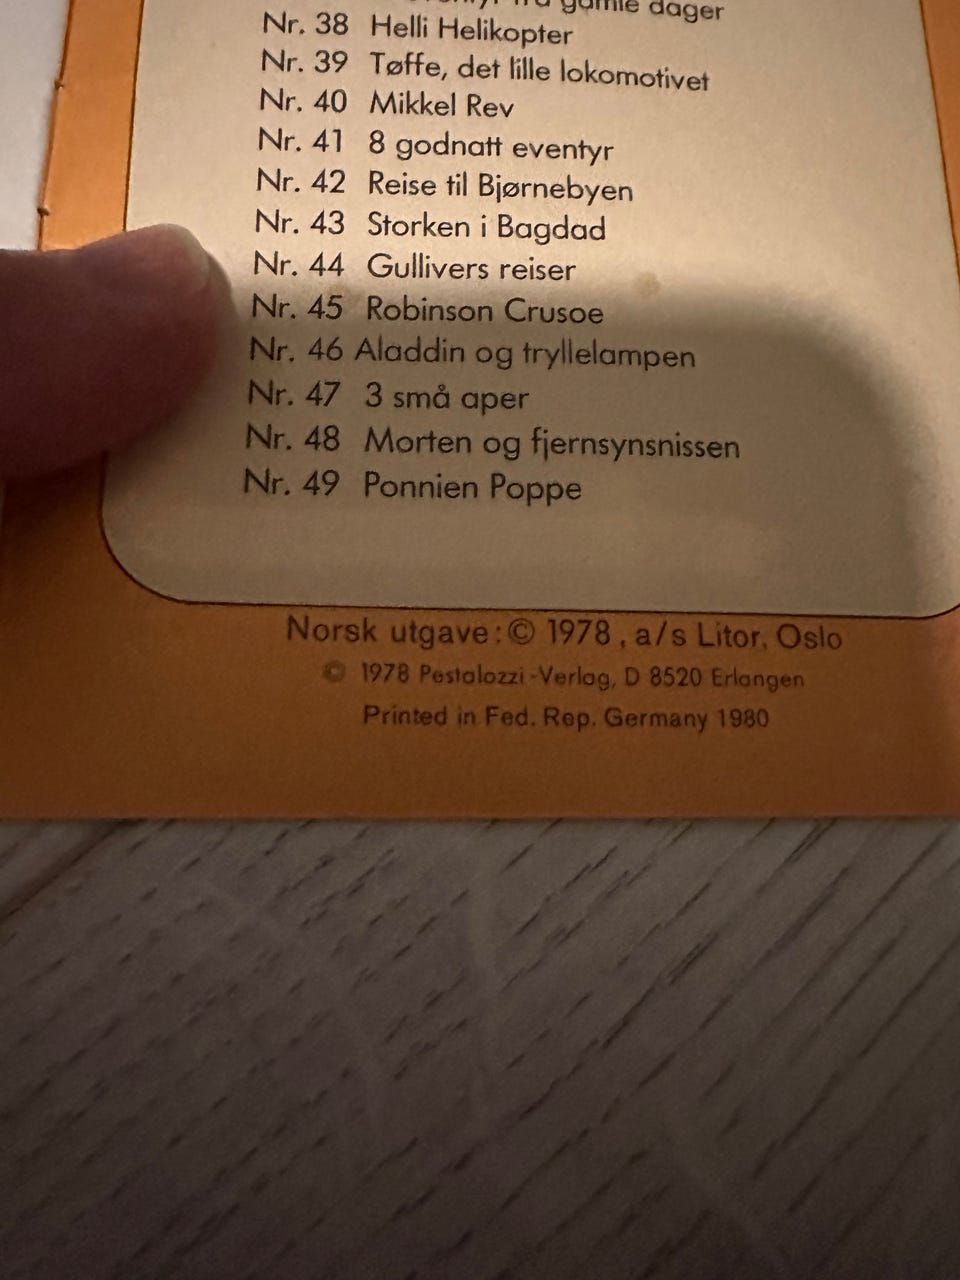 gamle dager
Nr. 38 Helli Helikopter
Nr. 39 Tøffe, det lille lokomotivet
Nr. 40 Mikkel Rev
Nr. 41 8 godnatt eventyr
Nr. 42 Reise til Bjørnebyen
Nr. 43 Storken i Bagdad
Nr. 44 Gullivers reiser
Nr. 45 Robinson Crusoe
Nr. 46 Aladdin og tryllelampen
Nr. 47 3 små aper
Nr. 48 Morten og fjernsynsnissen
Nr. 49 Ponnien Poppe
Norsk utgave: © 1978, a/s Litor, Oslo
© 1978 Pestalozzi-Verlag, D 8520 Erlangen
Printed in Fed. Rep. Germany 1980